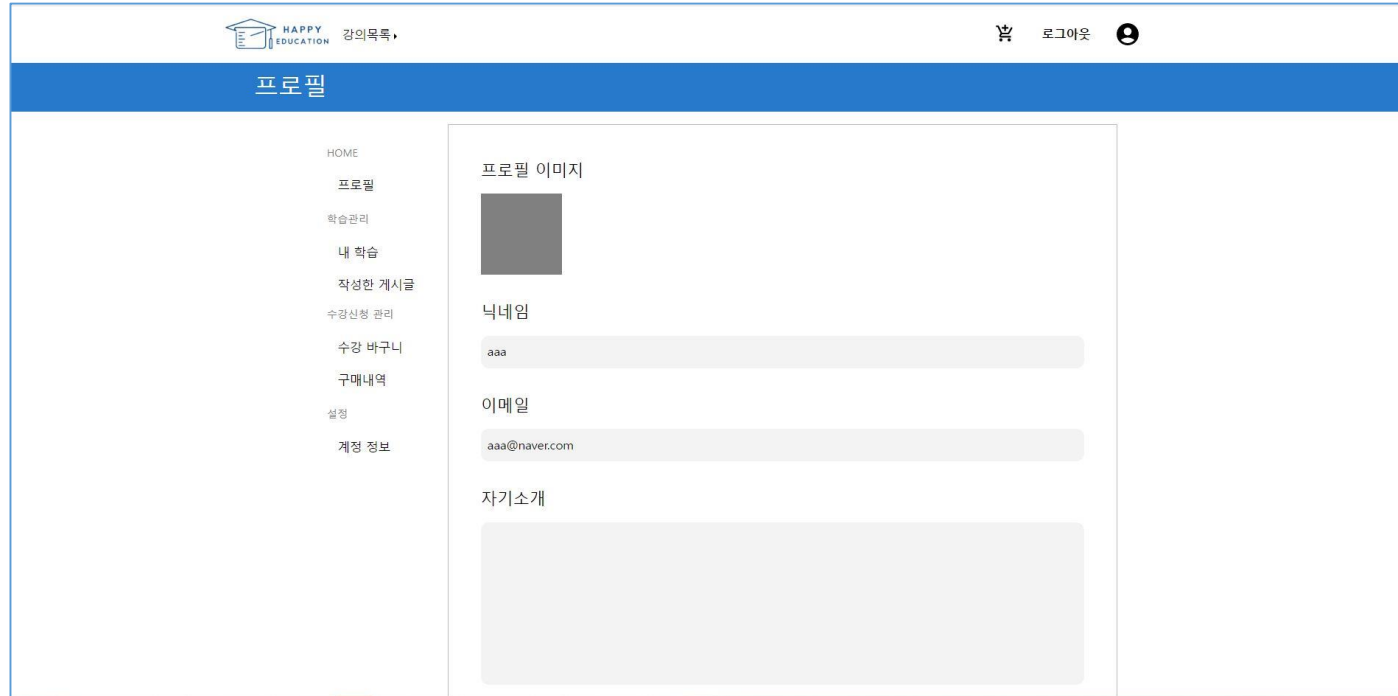 HAPPY
EDUCATION
강의목록
로그아웃
프로필
HOME
프로필
학습관리
내 학습
작성한 게시글
수강신청 관리
수강 바구니
구매내역
설정
계정 정보
프로필 이미지
닉네임
aaa
이메일
aaa@naver.com
자기소개